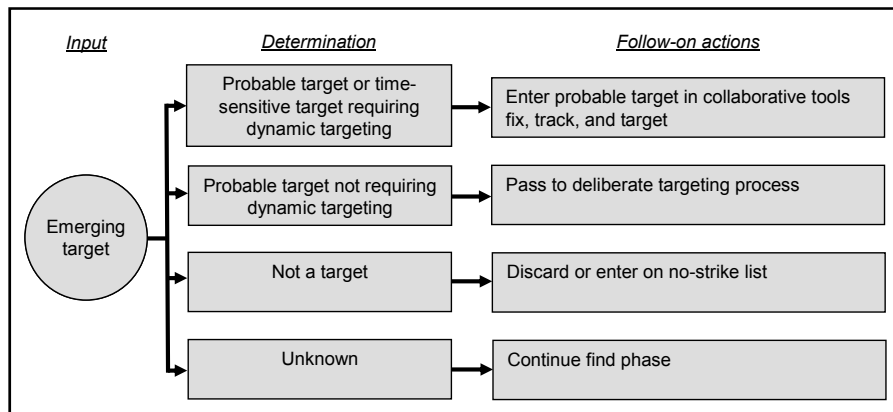 Input
Determination
Follow-on actions
Probable target or time-
sensitive target requiring
dynamic targeting
Enter probable target in collaborative tools
fix, track, and target
Emerging
target
Probable target not requiring
dynamic targeting
Pass to deliberate targeting process
Not a target
Discard or enter on no-strike list
Unknown
Continue find phase